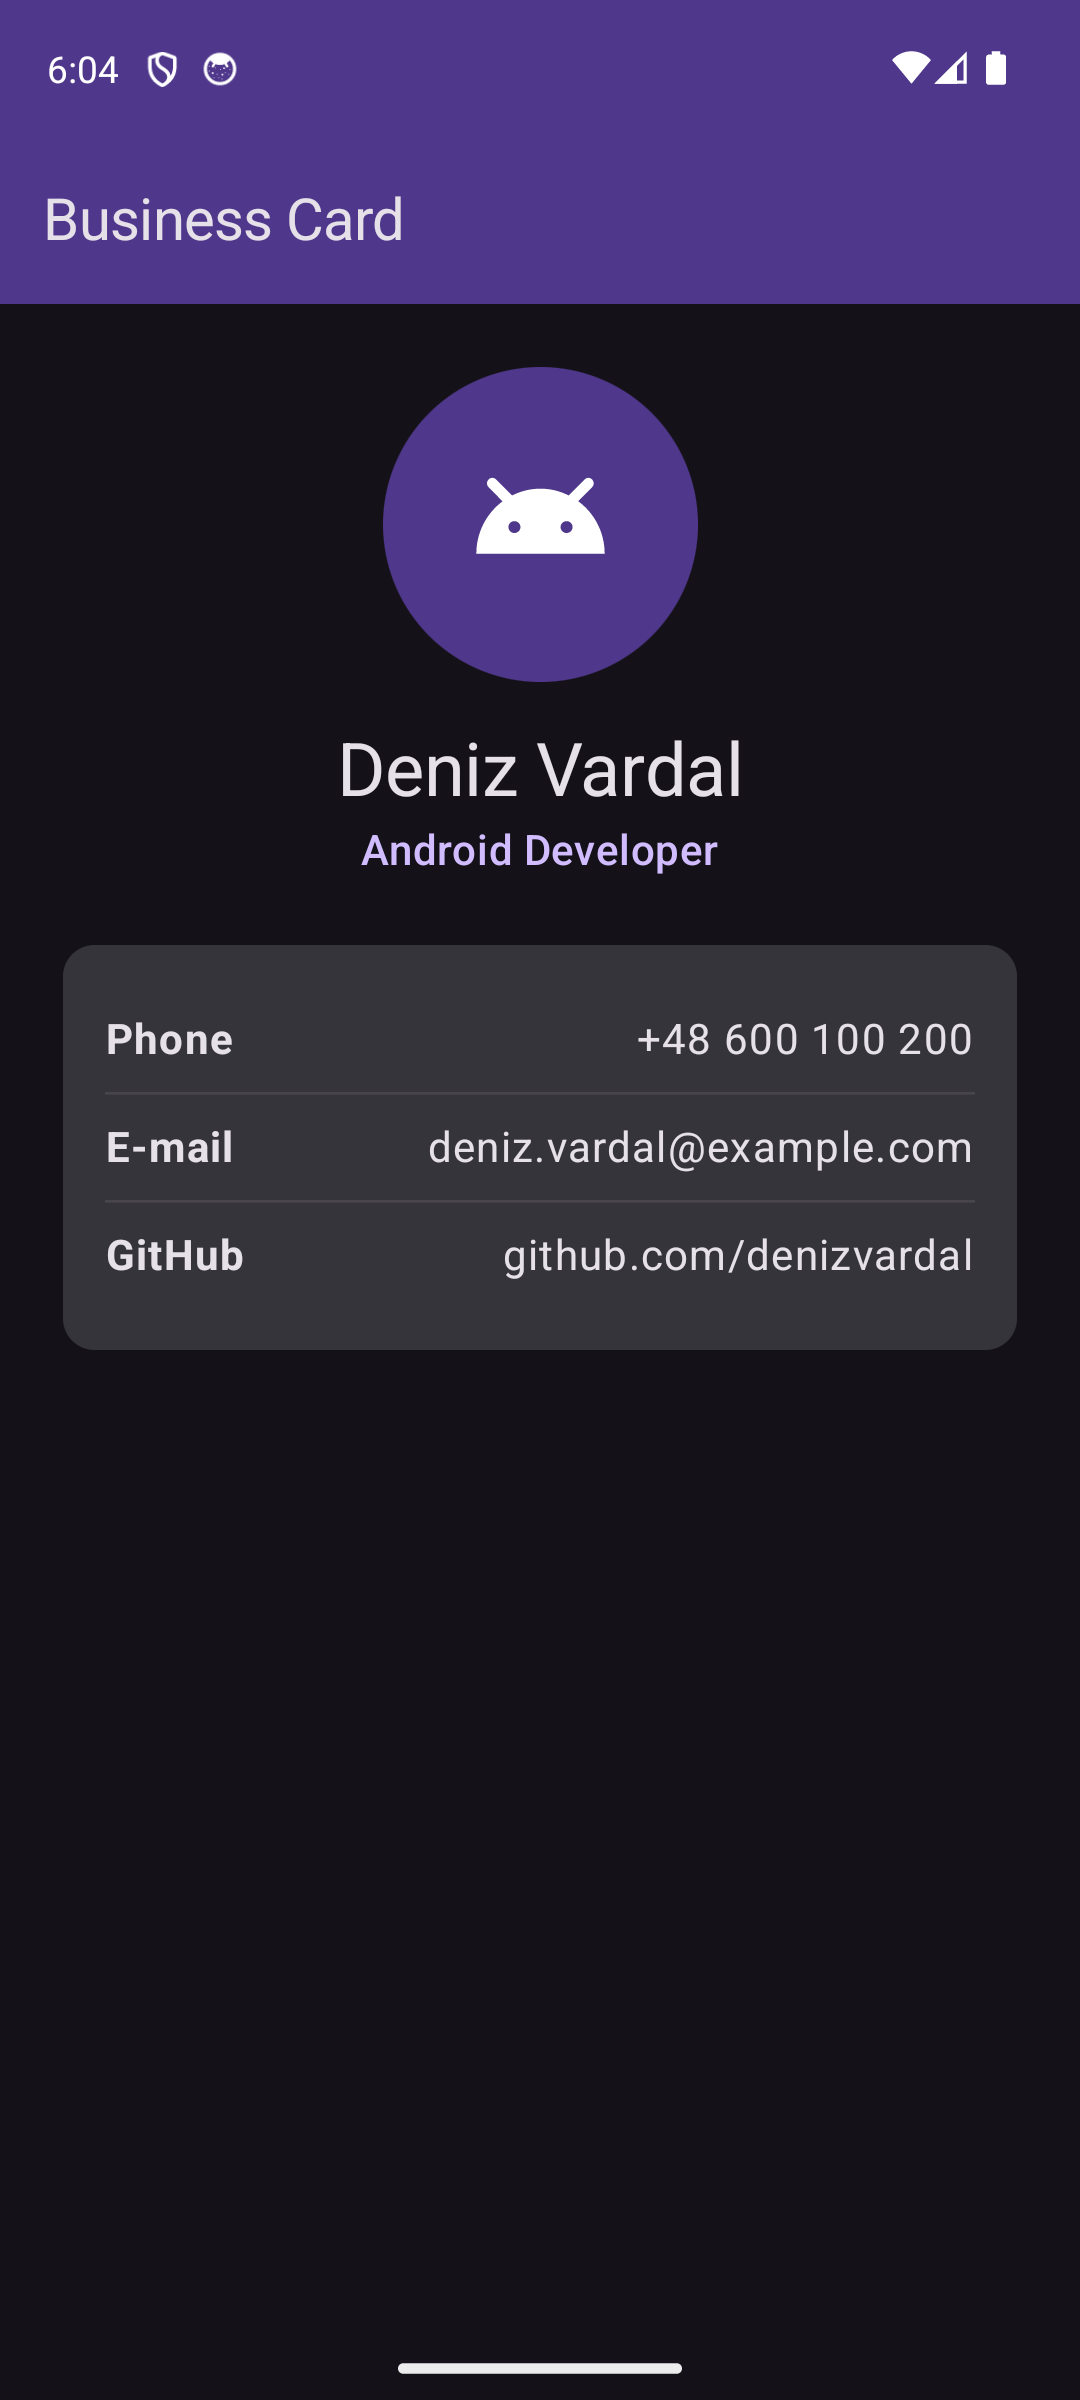 6:04
Business Card
Deniz Vardal
Android Developer
Phone +48 600 100 200
E-mail deniz.vardal@example.com
GitHub github.com/denizvardal